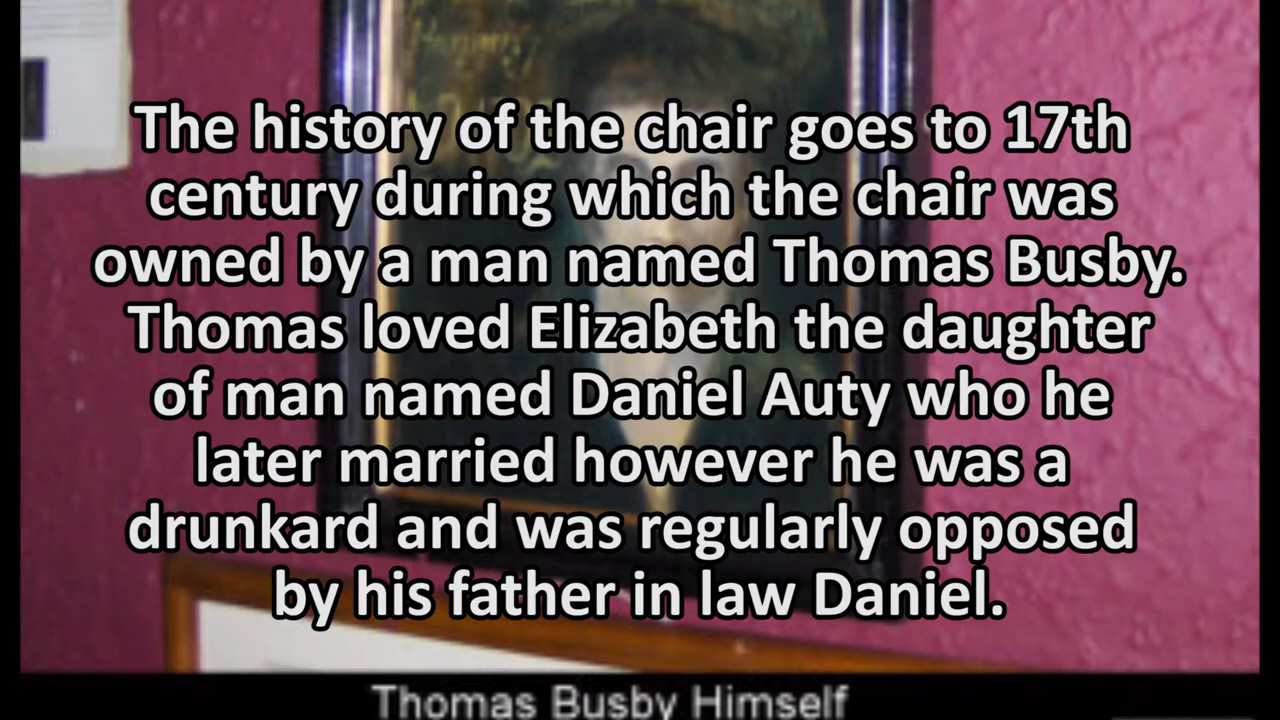 The history of the chair goes to 17th
century during which the chair was
owned by a man named Thomas Busby.
Thomas loved Elizabeth the daughter
of man named Daniel Auty who he
later married however he was a
drunkard and was regularly opposed
by his father in law Daniel.
Thomas Busby Himself